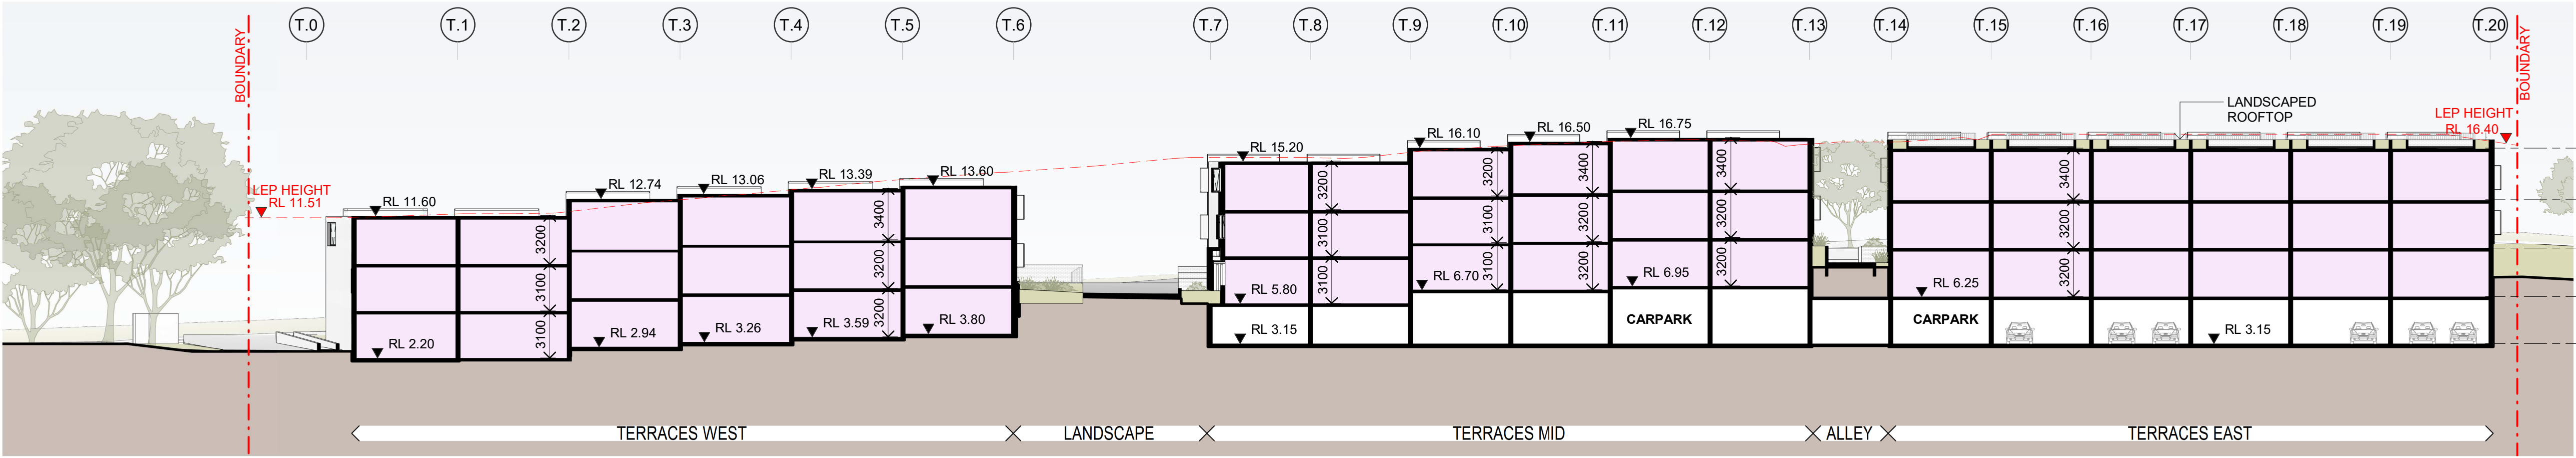 T.0 T.1 T.2 T.3 T.4 T.5 T.6 T.7 T.8 T.9 T.10 T.11 T.12 T.13 T.14 T.15 T.16 T.17 T.18 T.19 T.20
BOUNDARY
BOUNDARY
LEP HEIGHT
RL 11.51
RL 11.60
RL 12.74
RL 13.06
RL 13.39
RL 13.60
3200
3100
3100
3400
3200
3200
RL 2.20
RL 2.94
RL 3.26
RL 3.59
RL 3.80
RL 15.20
RL 16.10
RL 16.50
RL 16.75
3200
3100
3100
3200
3100
3100
3400
3200
3200
3400
3200
3200
RL 5.80
RL 6.70
RL 6.95
RL 3.15
CARPARK
LANDSCAPED
ROOFTOP
LEP HEIGHT
RL 16.40
3400
3200
3200
RL 6.25
CARPARK
RL 3.15
TERRACES WEST
LANDSCAPE
TERRACES MID
ALLEY
TERRACES EAST